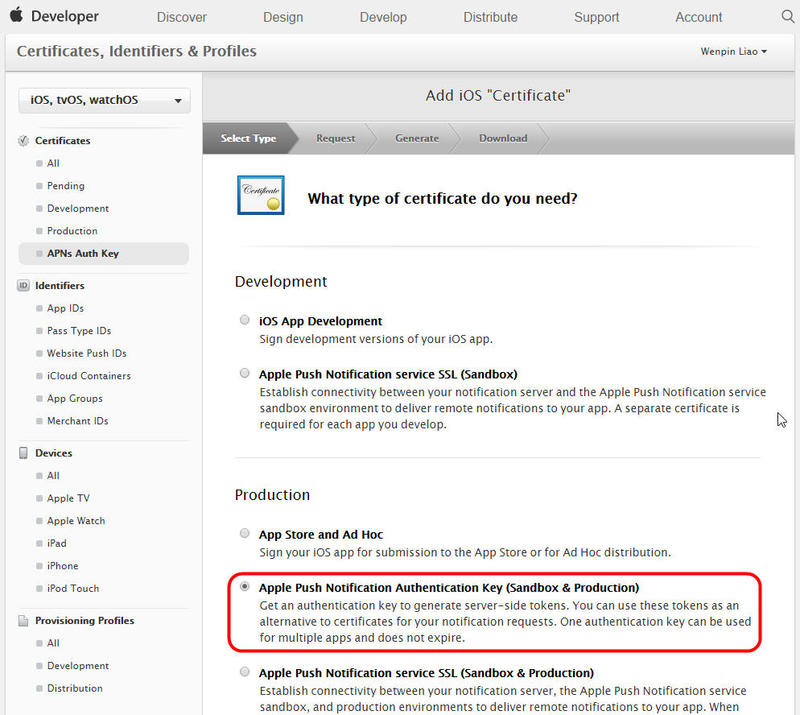 Developer
Discover
Design
Develop
Distribute
Support
Account
Certificates, Identifiers & Profiles
Wenpin Liao
iOS, tvOS, watchOS
Certificates
All
Pending
Development
Production
APNs Auth Key
ID Identifiers
App IDs
Pass Type IDs
Website Push IDs
iCloud Containers
App Groups
Merchant IDs
Devices
All
Apple TV
Apple Watch
iPad
iPhone
iPod Touch
Provisioning Profiles
All
Development
Distribution
Add iOS "Certificate"
Select Type
Request
Generate
Download
Certificate
What type of certificate do you need?
Development
iOS App Development
Sign development versions of your iOS app.
Apple Push Notification service SSL (Sandbox)
Establish connectivity between your notification server and the Apple Push Notification service
sandbox environment to deliver remote notifications to your app. A separate certificate is
required for each app you develop.
Production
App Store and Ad Hoc
Sign your iOS app for submission to the App Store or for Ad Hoc distribution.
Apple Push Notification Authentication Key (Sandbox & Production)
Get an authentication key to generate server-side tokens. You can use these tokens as an
alternative to certificates for your notification requests. One authentication key can be used
for multiple apps and does not expire.
Apple Push Notification service SSL (Sandbox & Production)
Establish connectivity between your notification server, the Apple Push Notification service
sandbox, and production environments to deliver remote notifications to your app. When